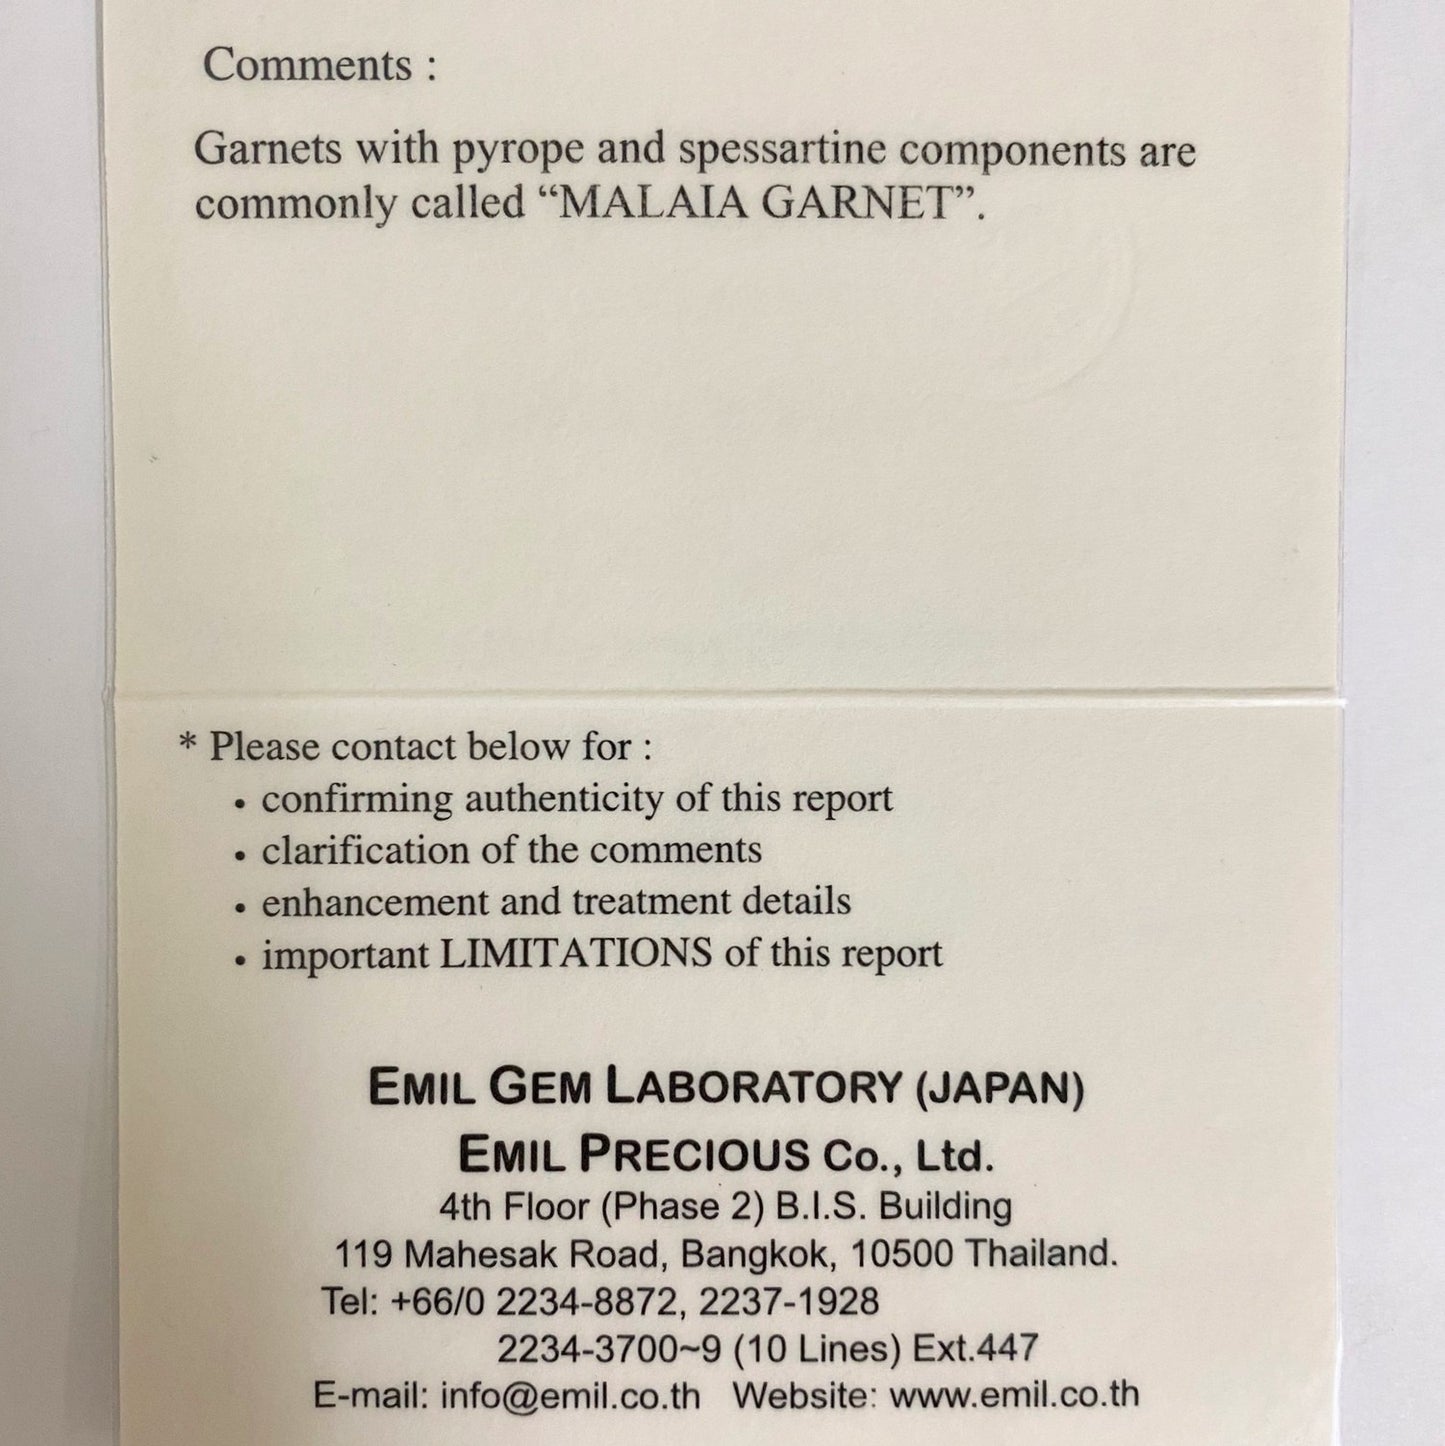 Comments :
Garnets with pyrope and spessartine components are
commonly called “MALAIA GARNET”.
* Please contact below for :
• confirming authenticity of this report
• clarification of the comments
• enhancement and treatment details
• important LIMITATIONS of this report
EMIL GEM LABORATORY (JAPAN)
EMIL PRECIOUS Co., Ltd.
4th Floor (Phase 2) B.I.S. Building
119 Mahesak Road, Bangkok, 10500 Thailand.
Tel: +66/0 2234-8872, 2237-1928
2234-3700~9 (10 Lines) Ext.447
E-mail: info@emil.co.th Website: www.emil.co.th